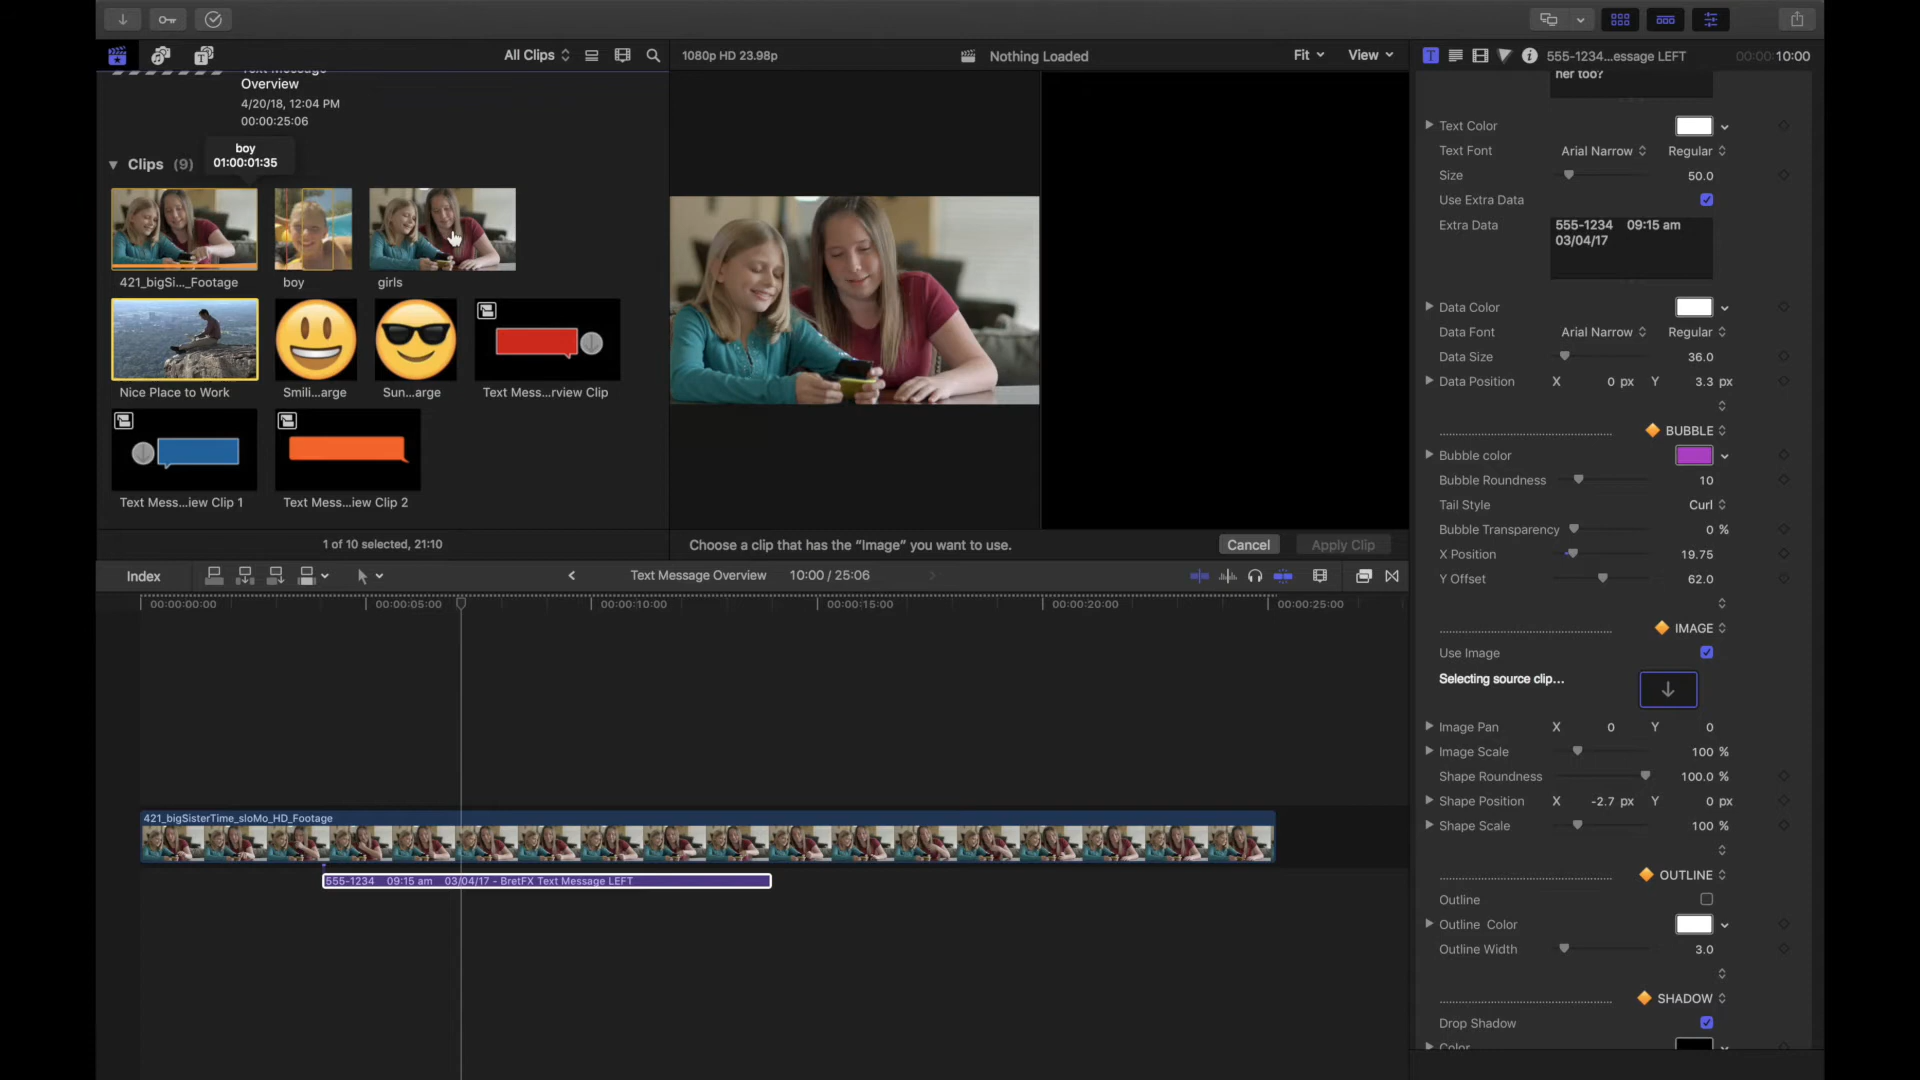 All Clips
1080p HD 23.98p
Nothing Loaded
Fit
View
555-1234...essage LEFT
00:00:10:00
Text Message
Overview
4/20/18, 12:04 PM
00:00:25:06
boy
01:00:01:35
Clips (9)
421_bigSi..._Footage
boy
girls
Nice Place to Work
Smili...arge
Sun...arge
Text Mess...rview Clip
Text Mess...iew Clip 1
Text Mess...iew Clip 2
1 of 10 selected, 21:10
Choose a clip that has the “Image” you want to use.
Cancel
Apply Clip
her too?
Text Color
Text Font Arial Narrow Regular
Size 50.0
Use Extra Data
Extra Data 555-1234 09:15 am
03/04/17
Data Color
Data Font Arial Narrow Regular
Data Size 36.0
Data Position X 0 px Y 3.3 px
BUBBLE
Bubble color
Bubble Roundness 10
Tail Style Curl
Bubble Transparency 0 %
X Position 19.75
Y Offset 62.0
IMAGE
Use Image
Selecting source clip...
Image Pan X 0 Y 0
Image Scale 100 %
Shape Roundness 100.0 %
Shape Position X -2.7 px Y 0 px
Shape Scale 100 %
OUTLINE
Outline
Outline Color
Outline Width 3.0
SHADOW
Drop Shadow
Color
Index
Text Message Overview 10:00 / 25:06
00:00:00:00 00:00:05:00 00:00:10:00 00:00:15:00 00:00:20:00 00:00:25:00
421_bigSisterTime_sloMo_HD_Footage
555-1234 09:15 am 03/04/17 - BretFX Text Message LEFT